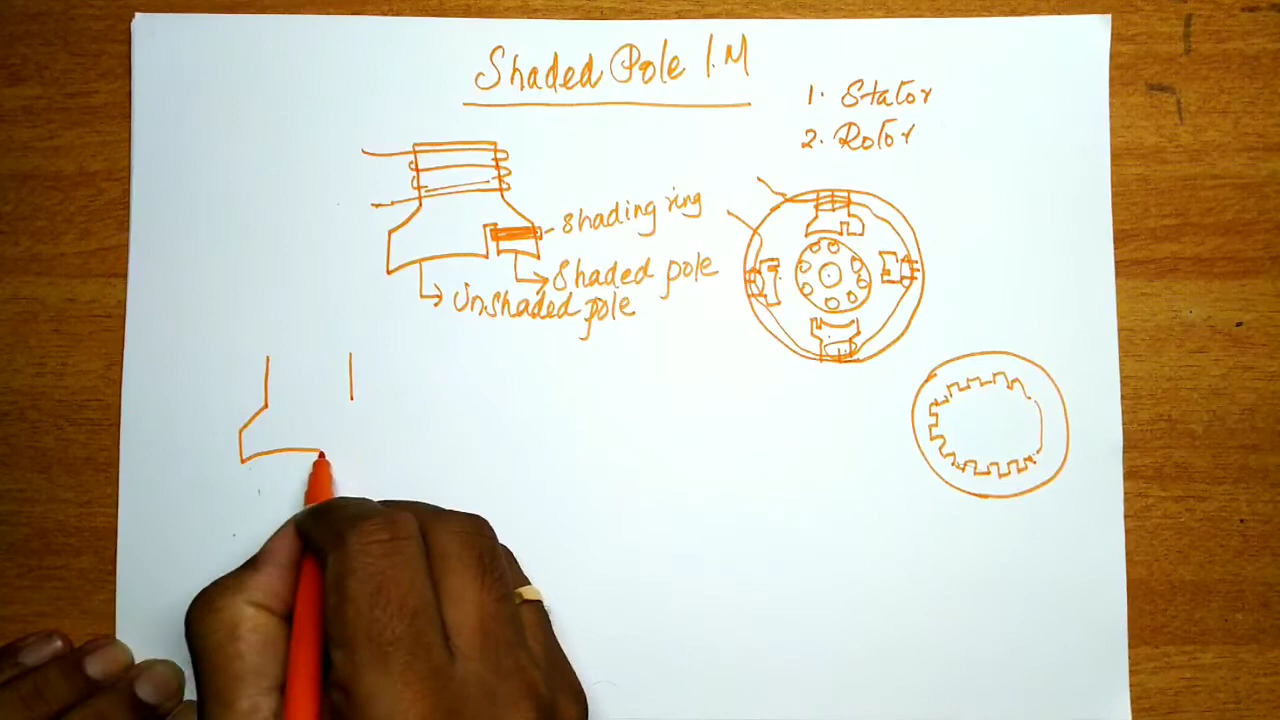 Shaded Pole I.M
1. Stator
2. Rotor
Shading ring
Shaded pole
Unshaded pole